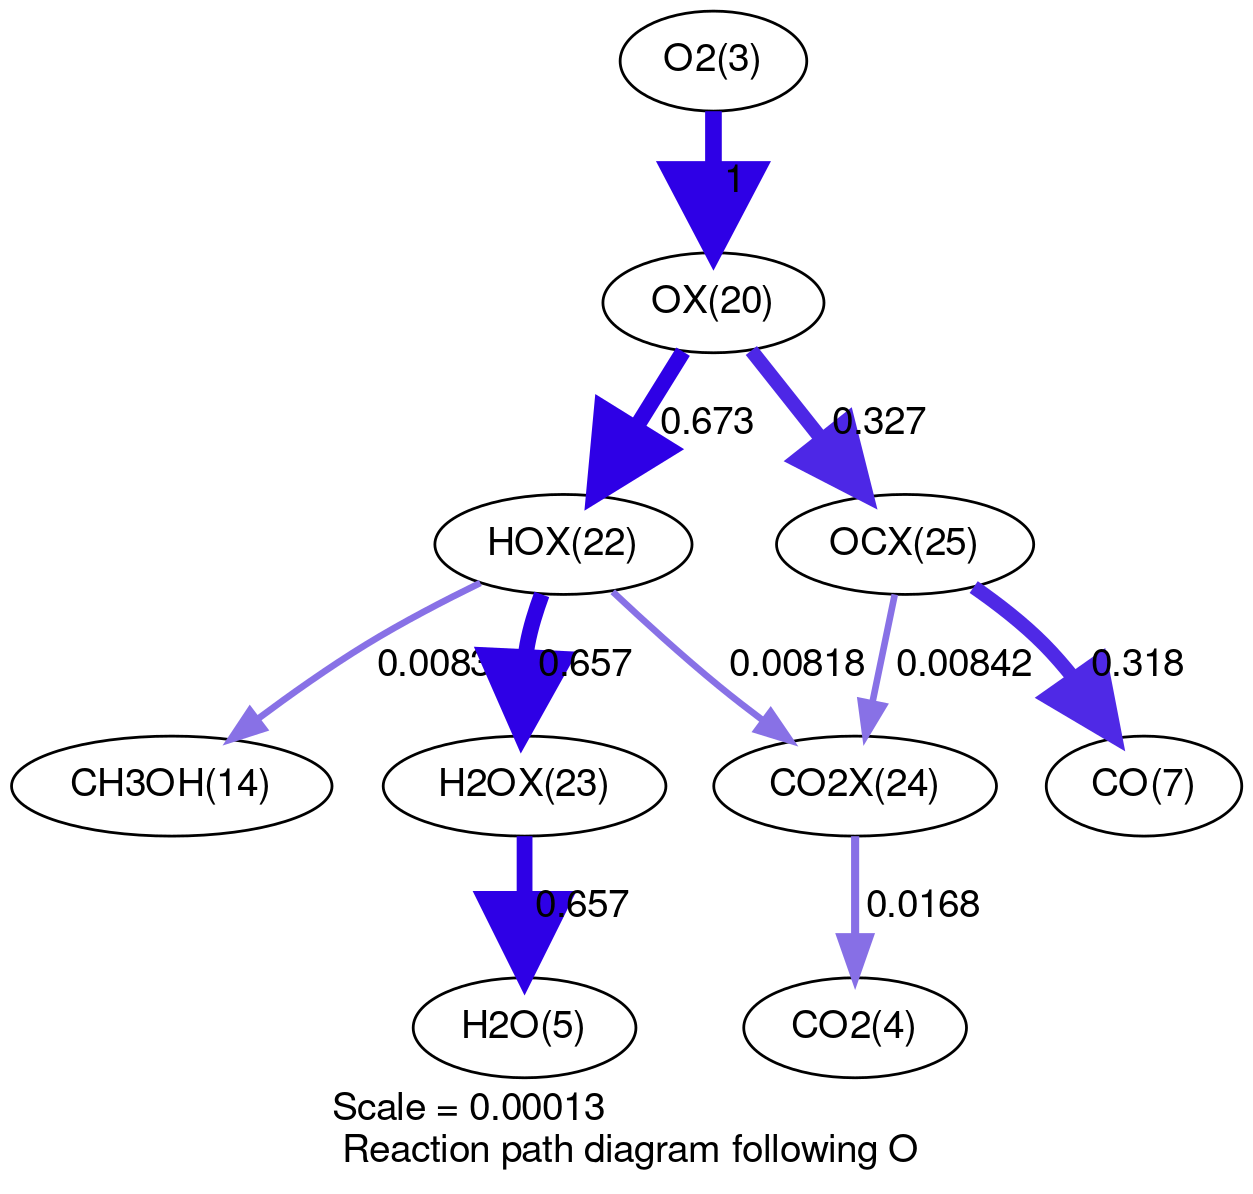 O2(3)
1
OX(20)
0.673
0.327
HOX(22)
OCX(25)
0.657
0.00818
0.00842
0.318
CH3OH(14)
H2OX(23)
CO2X(24)
CO(7)
0.657
0.0168
H2O(5)
CO2(4)
Scale = 0.00013
Reaction path diagram following O